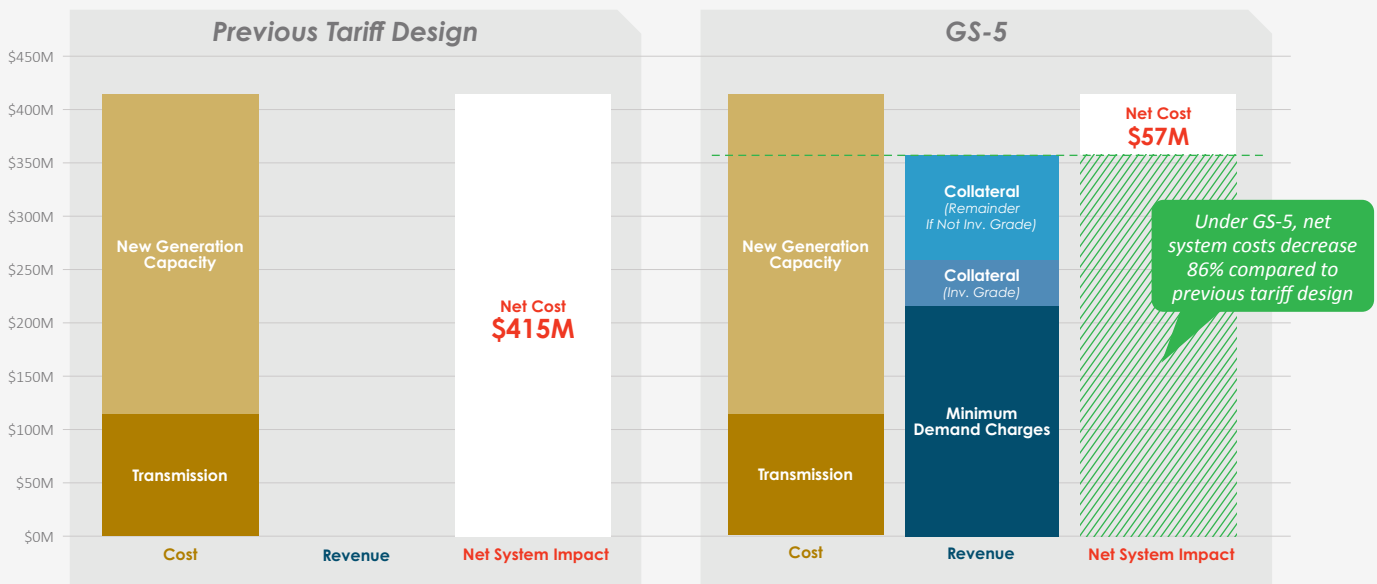 Previous Tariff Design
$450M
$400M
$350M
$300M
$250M
$200M
$150M
$100M
$50M
$0M
New Generation
Capacity
Transmission
Net Cost
$415M
Cost
Revenue
Net System Impact
GS-5
New Generation
Capacity
Transmission
Collateral
(Remainder
If Not Inv. Grade)
Collateral
(Inv. Grade)
Minimum
Demand Charges
Net Cost
$57M
Under GS-5, net
system costs decrease
86% compared to
previous tariff design
Cost
Revenue
Net System Impact